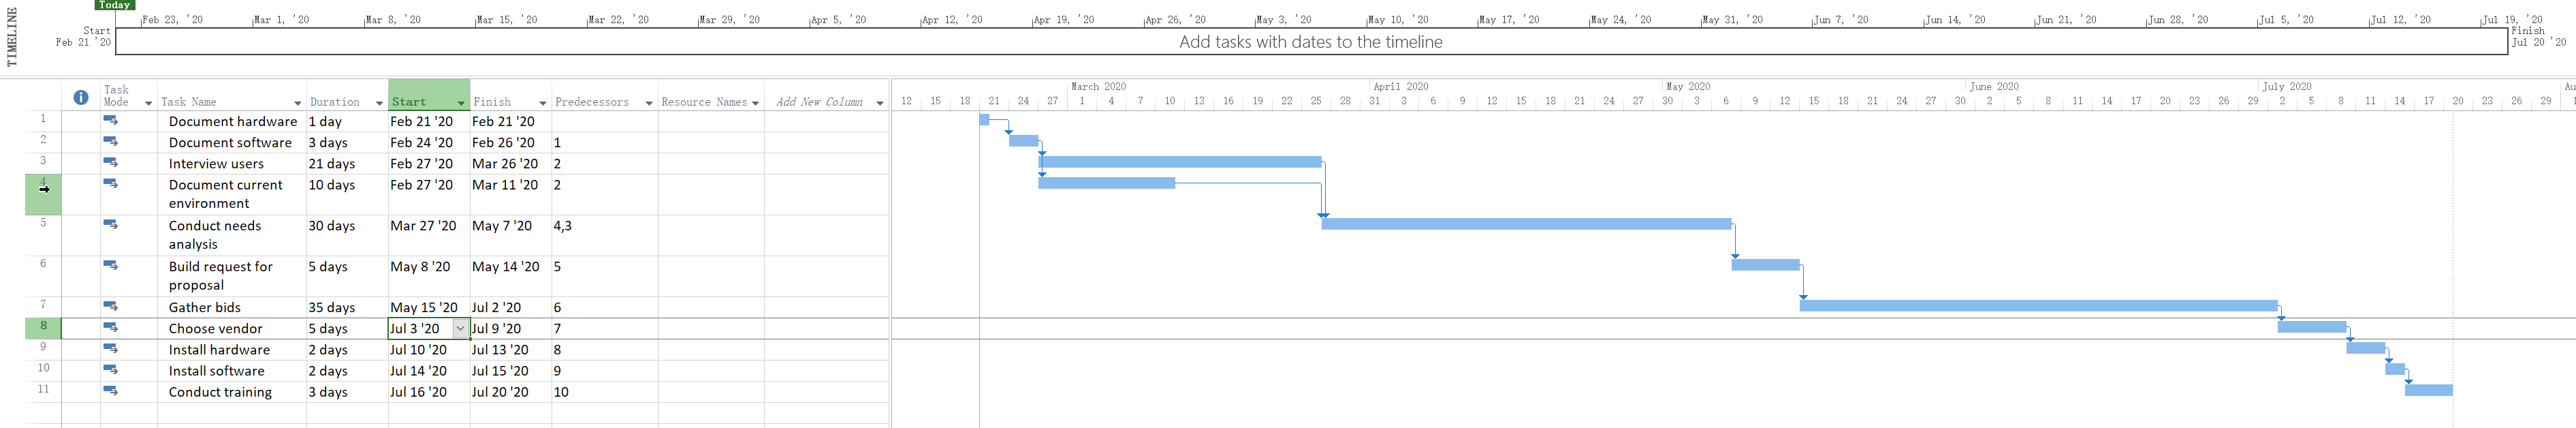 Today
Feb 23, '20 Mar 1, '20 Mar 8, '20 Mar 15, '20 Mar 22, '20 Mar 29, '20 Apr 5, '20 Apr 12, '20 Apr 19, '20 Apr 26, '20 May 3, '20 May 10, '20 May 17, '20 May 24, '20 May 31, '20 Jun 7, '20 Jun 14, '20 Jun 21, '20 Jun 28, '20 Jul 5, '20 Jul 12, '20 Jul 19, '20
TIMELINE
Start
Feb 21 '20
Add tasks with dates to the timeline
Finish
Jul 20 '20
Task Mode Task Name Duration Start Finish Predecessors Resource Names Add New Column
March 2020 April 2020 May 2020 June 2020 July 2020 Au
12 15 18 21 24 27 1 4 7 10 13 16 19 22 25 28 31 3 6 9 12 15 18 21 24 27 30 3 6 9 12 15 18 21 24 27 30 2 5 8 11 14 17 20 23 26 29 2 5 8 11 14 17 20 23 26 29
1 Document hardware 1 day Feb 21 '20 Feb 21 '20
2 Document software 3 days Feb 24 '20 Feb 26 '20 1
3 Interview users 21 days Feb 27 '20 Mar 26 '20 2
4 Document current 10 days Feb 27 '20 Mar 11 '20 2
environment
5 Conduct needs 30 days Mar 27 '20 May 7 '20 4,3
analysis
6 Build request for 5 days May 8 '20 May 14 '20 5
proposal
7 Gather bids 35 days May 15 '20 Jul 2 '20 6
8 Choose vendor 5 days Jul 3 '20 Jul 9 '20 7
9 Install hardware 2 days Jul 10 '20 Jul 13 '20 8
10 Install software 2 days Jul 14 '20 Jul 15 '20 9
11 Conduct training 3 days Jul 16 '20 Jul 20 '20 10